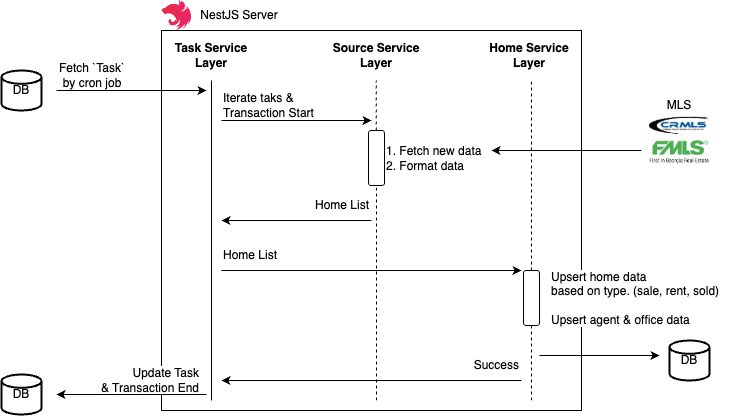 NestJS Server
Task Service
Layer
Source Service
Layer
Home Service
Layer
Fetch `Task`
by cron job
DB
Iterate taks &
Transaction Start
MLS
CRMLS
FMLS
First in Georgia Real Estate
1. Fetch new data
2. Format data
Home List
Home List
Upsert home data
based on type. (sale, rent, sold)
Upsert agent & office data
DB
Success
Update Task
& Transaction End
DB